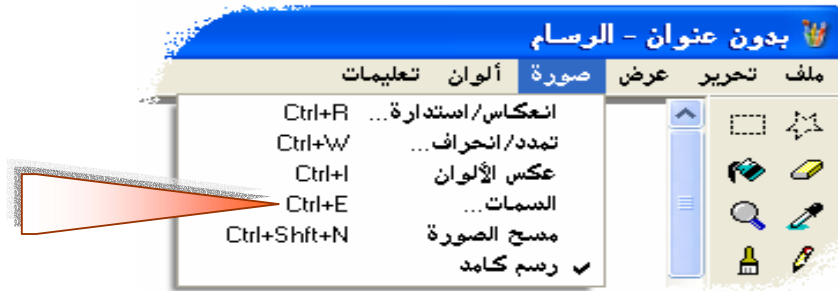 بدون عنوان - الرسام
ملف تحرير عرض صورة ألوان تعليمات
انعكاس/استدارة... Ctrl+R
تمدد/انحراف... Ctrl+W
عكس الألوان Ctrl+I
السمات... Ctrl+E
مسح الصورة Ctrl+Shft+N
✓ رسم كامد